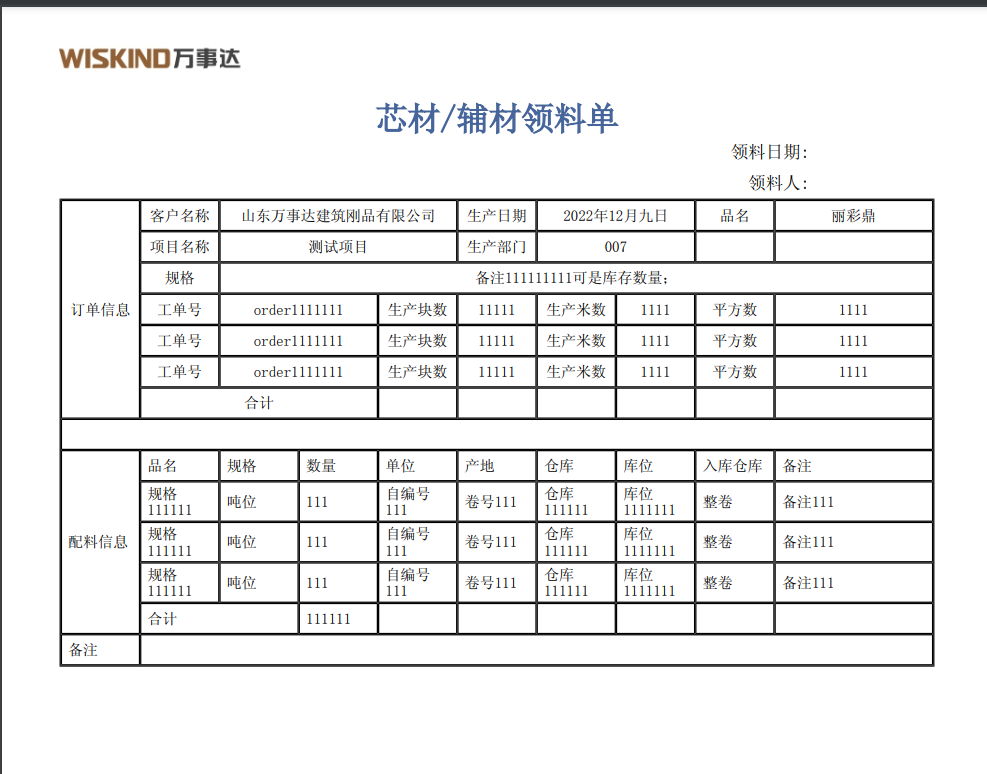 WISKIND万事达
芯材/辅材领料单
领料日期:
领料人:
客户名称 山东万事达建筑刚品有限公司 生产日期 2022年12月九日 品名 丽彩鼎
项目名称 测试项目 生产部门 007
规格 备注111111111可是库存数量;
订单信息 工单号 order1111111 生产块数 11111 生产米数 1111 平方数 1111
工单号 order1111111 生产块数 11111 生产米数 1111 平方数 1111
工单号 order1111111 生产块数 11111 生产米数 1111 平方数 1111
合计
品名 规格 数量 单位 产地 仓库 库位 入库仓库 备注
规格 自编号 仓库 库位
吨位 111 卷号111 整卷 备注111
111111 111 111111 1111111
规格 自编号 仓库 库位
配料信息 吨位 111 卷号111 整卷 备注111
111111 111 111111 1111111
规格 自编号 仓库 库位
吨位 111 卷号111 整卷 备注111
111111 111 111111 1111111
合计 111111
备注